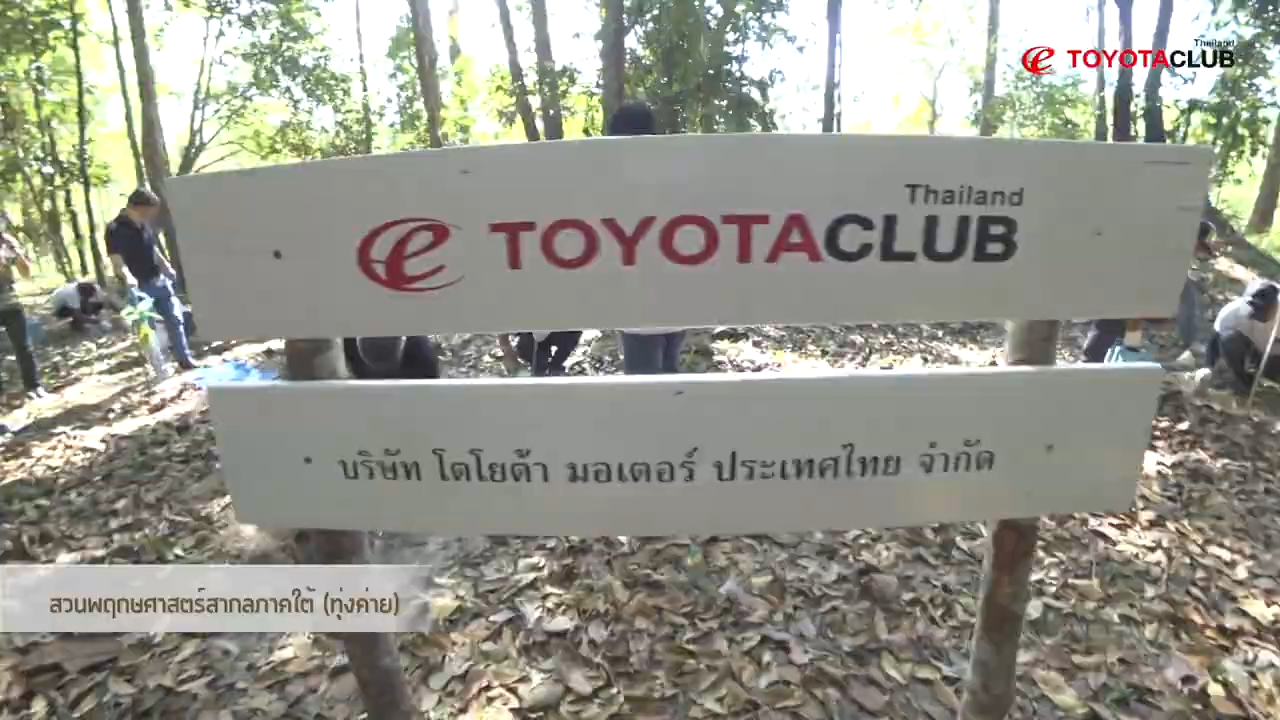 Thailand
TOYOTACLUB
Thailand
TOYOTACLUB
บริษัท โตโยต้า มอเตอร์ ประเทศไทย จำกัด
สวนพฤกษศาสตร์สากลภาคใต้ (ทุ่งค่าย)